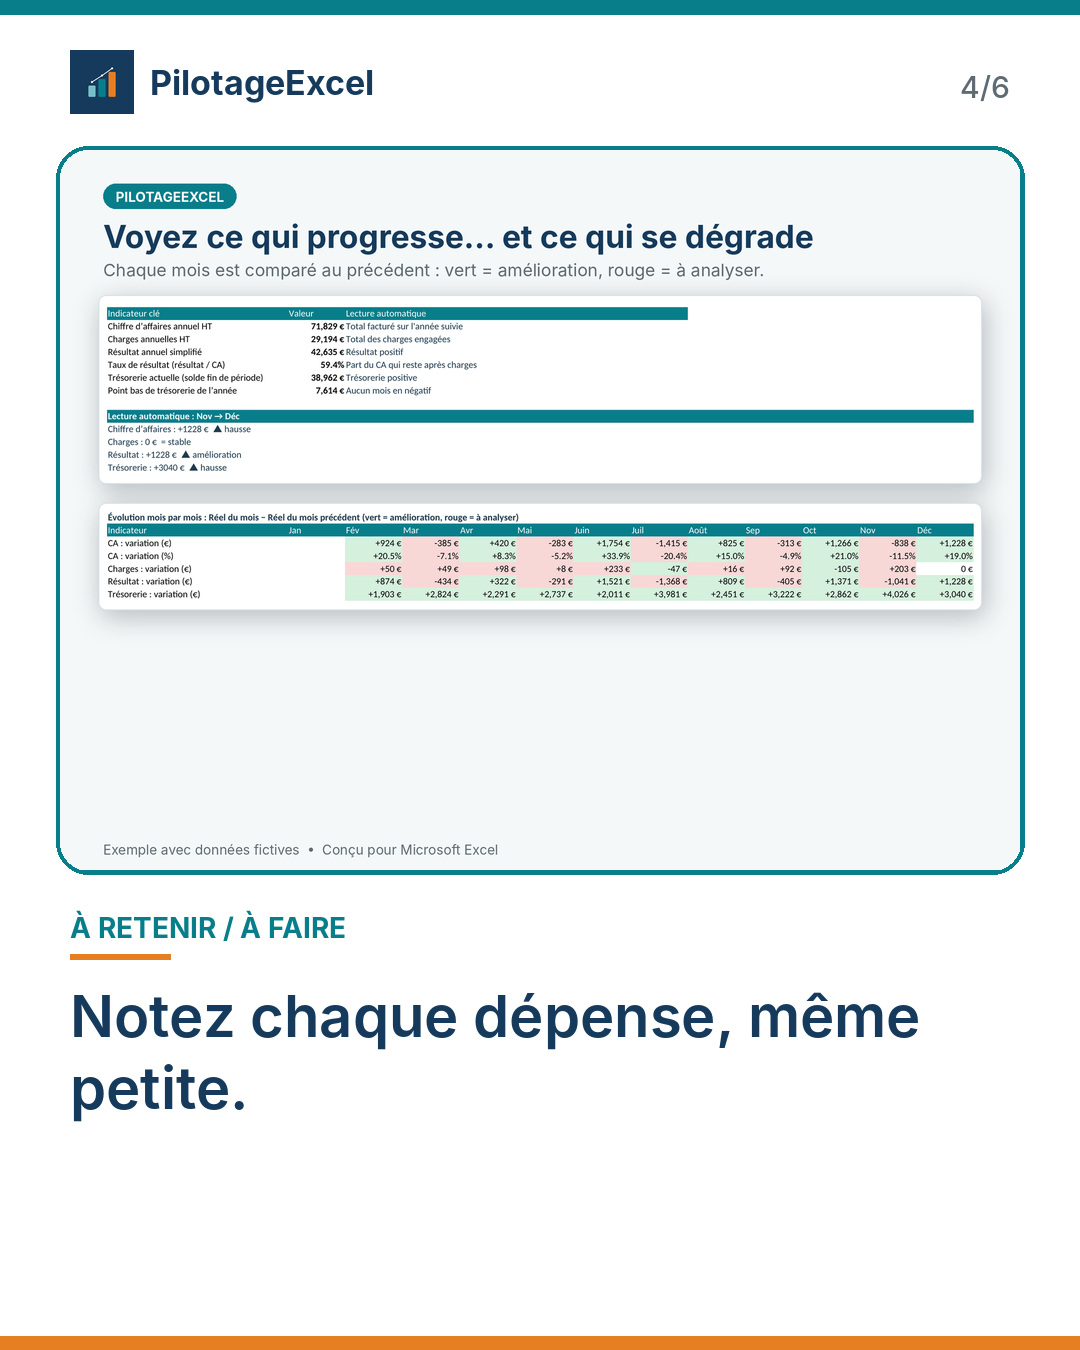 PilotageExcel
4/6
PILOTAGEEXCEL
Voyez ce qui progresse... et ce qui se dégrade
Chaque mois est comparé au précédent : vert = amélioration, rouge = à analyser.
Indicateur clé Valeur Lecture automatique
Chiffre d'affaires annuel HT 71,829 € Total facturé sur l'année suivie
Charges annuelles HT 29,194 € Total des charges engagées
Résultat annuel simplifié 42,635 € Résultat positif
Taux de résultat (résultat / CA) 59.4% Part du CA qui reste après charges
Trésorerie actuelle (solde fin de période) 38,962 € Trésorerie positive
Point bas de trésorerie de l'année 7,614 € Aucun mois en négatif
Lecture automatique : Nov → Déc
Chiffre d'affaires : +1228 € ▲ hausse
Charges : 0 € = stable
Résultat : +1228 € ▲ amélioration
Trésorerie : +3040 € ▲ hausse
Évolution mois par mois : Réel du mois − Réel du mois précédent (vert = amélioration, rouge = à analyser)
Indicateur Jan Fév Mar Avr Mai Juin Juil Août Sep Oct Nov Déc
CA : variation (€) +924 € -385 € +420 € -283 € +1,754 € -1,415 € +825 € -313 € +1,266 € -838 € +1,228 €
CA : variation (%) +20.5% -7.1% +8.3% -5.2% +33.9% -20.4% +15.0% -4.9% +21.0% -11.5% +19.0%
Charges : variation (€) +50 € +49 € +98 € +8 € +233 € -47 € +16 € +92 € -105 € +203 € 0 €
Résultat : variation (€) +874 € -434 € +322 € -291 € +1,521 € -1,368 € +809 € -405 € +1,371 € -1,041 € +1,228 €
Trésorerie : variation (€) +1,903 € +2,824 € +2,291 € +2,737 € +2,011 € +3,981 € +2,451 € +3,222 € +2,862 € +4,026 € +3,040 €
Exemple avec données fictives • Conçu pour Microsoft Excel
À RETENIR / À FAIRE
Notez chaque dépense, même
petite.